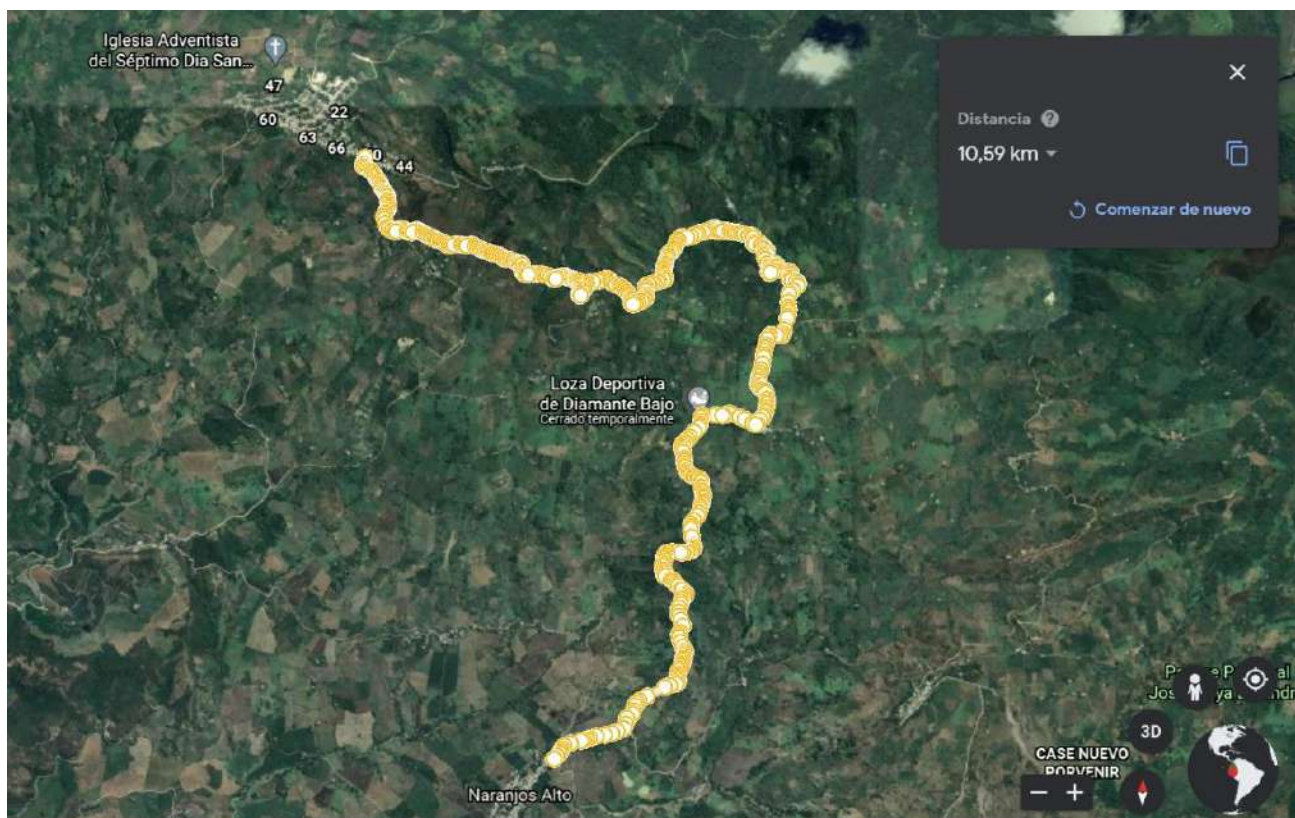 Iglesia Adventista
del Séptimo Dia San...
47
22
60
63
66
44
Distancia
10,59 km
Comenzar de nuevo
Loza Deportiva
de Diamante Bajo
Cerrado temporalmente
3D
CASE NUEVO
PORVENIR
Naranjos Alto